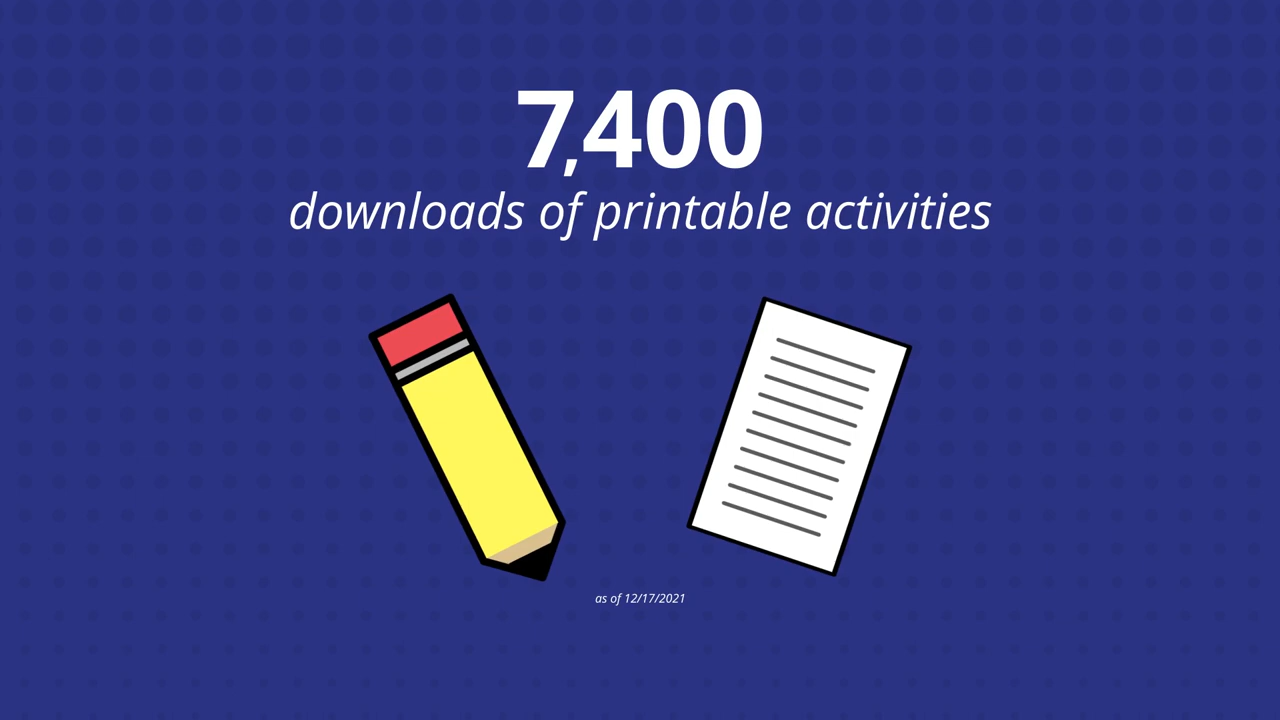 7,400
downloads of printable activities
as of 12/17/2021